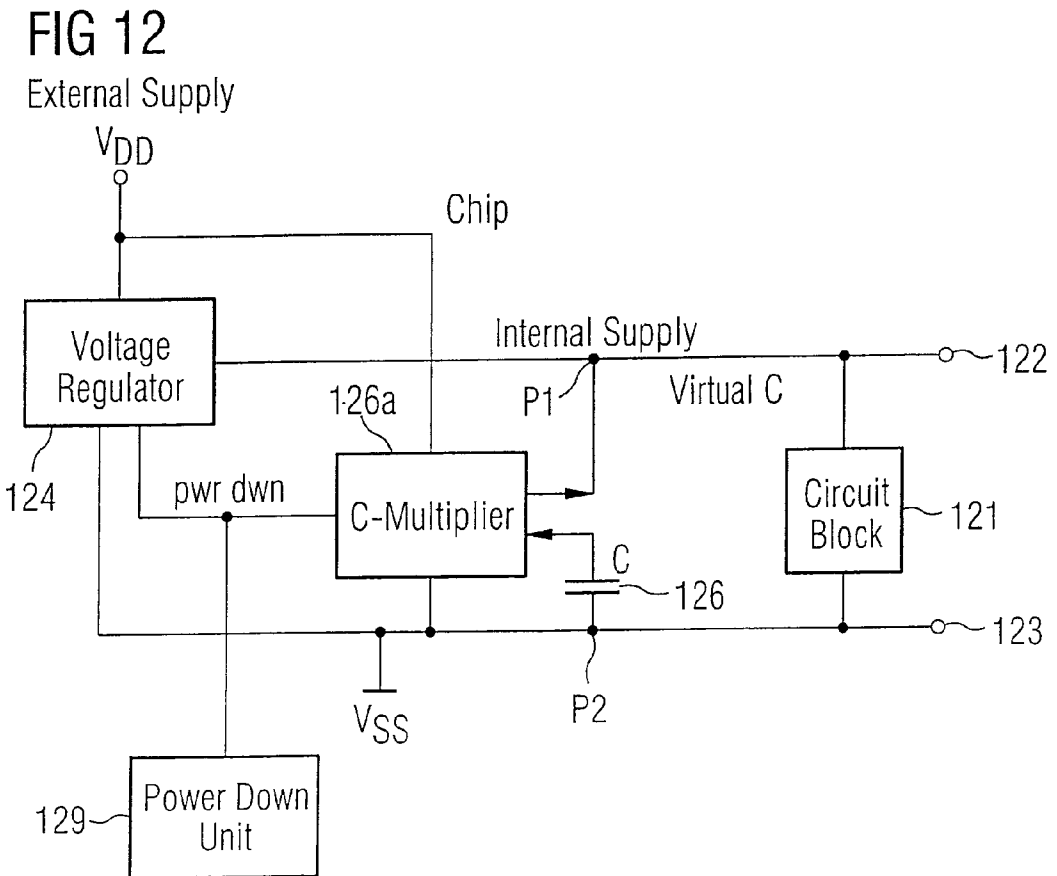 FIG 12
External Supply
VDD
Chip
Voltage
Regulator
Internal Supply
122
126a
P1
Virtual C
124
pwr dwn
C-Multiplier
Circuit
Block
121
C
126
123
VSS
P2
129
Power Down
Unit